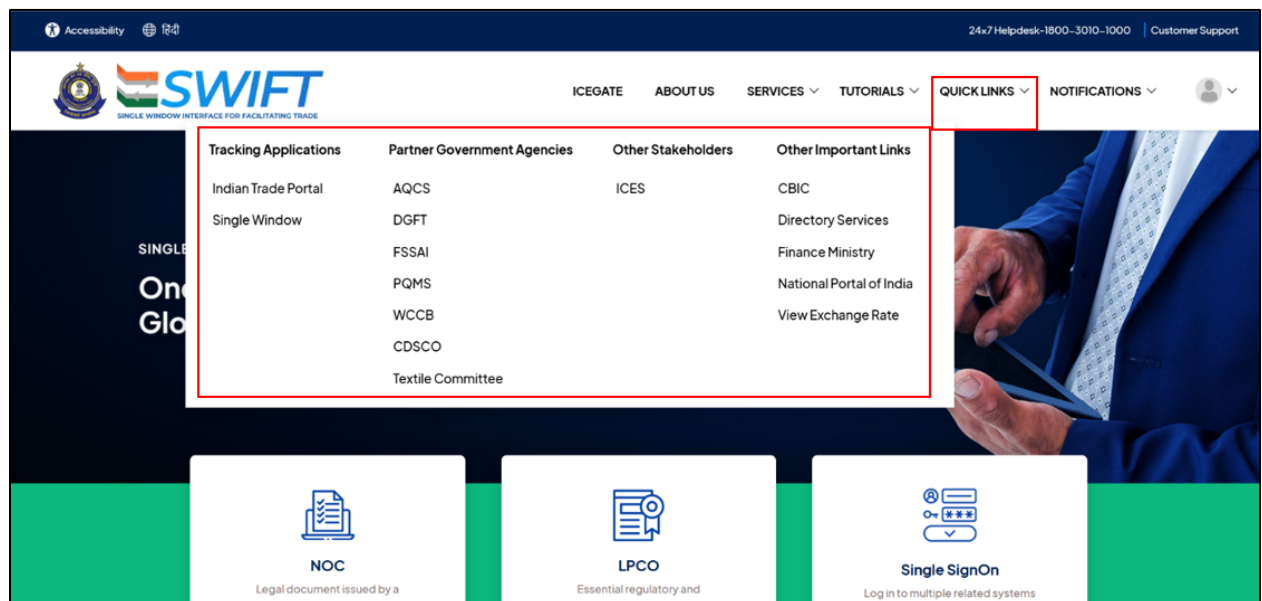 Accessibility
हिंदी
24x7 Helpdesk-1800-3010-1000
Customer Support
SWIFT
SINGLE WINDOW INTERFACE FOR FACILITATING TRADE
ICEGATE
ABOUT US
SERVICES
TUTORIALS
QUICK LINKS
NOTIFICATIONS
Tracking Applications
Indian Trade Portal
Single Window
Partner Government Agencies
AQCS
DGFT
FSSAI
PQMS
WCCB
CDSCO
Textile Committee
Other Stakeholders
ICES
Other Important Links
CBIC
Directory Services
Finance Ministry
National Portal of India
View Exchange Rate
SINGLE
One
Glo
NOC
Legal document issued by a
LPCO
Essential regulatory and
***
Single SignOn
Log in to multiple related systems